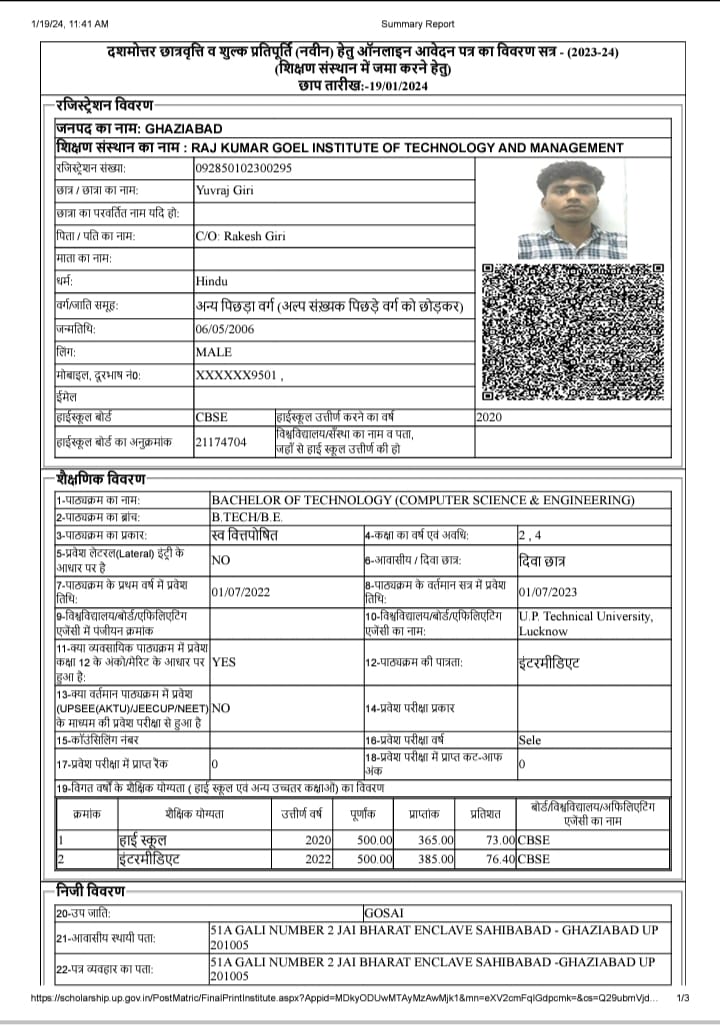 1/19/24, 11:41 AM Summary Report
दशमोत्तर छात्रवृत्ति व शुल्क प्रतिपूर्ति (नवीन) हेतु ऑनलाइन आवेदन पत्र का विवरण सत्र - (2023-24)
(शिक्षण संस्थान में जमा करने हेतु)
छाप तारीख:-19/01/2024
रजिस्ट्रेशन विवरण
जनपद का नाम: GHAZIABAD
शिक्षण संस्थान का नाम : RAJ KUMAR GOEL INSTITUTE OF TECHNOLOGY AND MANAGEMENT
रजिस्ट्रेशन संख्या: 092850102300295
छात्र / छात्रा का नाम: Yuvraj Giri
छात्रा का परवर्तित नाम यदि हो:
पिता / पति का नाम: C/O: Rakesh Giri
माता का नाम:
धर्म: Hindu
वर्ग/जाति समूह: अन्य पिछड़ा वर्ग (अल्प संख्यक पिछड़े वर्ग को छोड़कर)
जन्मतिथि: 06/05/2006
लिंग: MALE
मोबाइल, दूरभाष नं0: XXXXXX9501 ,
ईमेल
हाईस्कूल बोर्ड CBSE हाईस्कूल उत्तीर्ण करने का वर्ष 2020
हाईस्कूल बोर्ड का अनुक्रमांक 21174704 विश्वविद्यालय/संस्था का नाम व पता,
जहाँ से हाई स्कूल उत्तीर्ण की हो
शैक्षणिक विवरण
1-पाठ्यक्रम का नाम: BACHELOR OF TECHNOLOGY (COMPUTER SCIENCE & ENGINEERING)
2-पाठ्यक्रम का ब्रांच: B.TECH/B.E.
3-पाठ्यक्रम का प्रकार: स्व वित्तपोषित 4-कक्षा का वर्ष एवं अवधि: 2 , 4
5-प्रवेश लेटरल(Lateral) इंट्री के
आधार पर है NO 6-आवासीय / दिवा छात्र: दिवा छात्र
7-पाठ्यक्रम के प्रथम वर्ष में प्रवेश
तिथि: 01/07/2022 8-पाठ्यक्रम के वर्तमान सत्र में प्रवेश
तिथि: 01/07/2023
9-विश्वविद्यालय/बोर्ड/एफिलिएटिंग
एजेंसी में पंजीयन क्रमांक 10-विश्वविद्यालय/बोर्ड/एफिलिएटिंग
एजेंसी का नाम: U.P. Technical University,
Lucknow
11-क्या व्यवसायिक पाठ्यक्रम में प्रवेश
कक्षा 12 के अंको/मेरिट के आधार पर
हुआ है: YES 12-पाठ्यक्रम की पात्रता: इंटरमीडिएट
13-क्या वर्तमान पाठ्यक्रम में प्रवेश
(UPSEE(AKTU)/JEECUP/NEET)
के माध्यम की प्रवेश परीक्षा से हुआ है NO 14-प्रवेश परीक्षा प्रकार
15-काँउसिलिंग नंबर 16-प्रवेश परीक्षा वर्ष Sele
17-प्रवेश परीक्षा में प्राप्त रैंक 0 18-प्रवेश परीक्षा में प्राप्त कट-आफ
अंक 0
19-विगत वर्षों के शैक्षिक योग्यता ( हाई स्कूल एवं अन्य उच्चतर कक्षाओं) का विवरण
क्रमांक शैक्षिक योग्यता उत्तीर्ण वर्ष पूर्णांक प्राप्तांक प्रतिशत बोर्ड/विश्वविद्यालय/अफिलिएटिंग
एजेंसी का नाम
1 हाई स्कूल 2020 500.00 365.00 73.00 CBSE
2 इंटरमीडिएट 2022 500.00 385.00 76.40 CBSE
निजी विवरण
20-उप जाति: GOSAI
21-आवासीय स्थायी पता: 51A GALI NUMBER 2 JAI BHARAT ENCLAVE SAHIBABAD - GHAZIABAD UP
201005
22-पत्र व्यवहार का पता: 51A GALI NUMBER 2 JAI BHARAT ENCLAVE SAHIBABAD -GHAZIABAD UP
201005
https://scholarship.up.gov.in/PostMatric/FinalPrintInstitute.aspx?Appid=MDkyODUwMTAyMzAwMjk1&mn=eXV2cmFqIGdpcmk=&os=Q29ubmVjd... 1/3